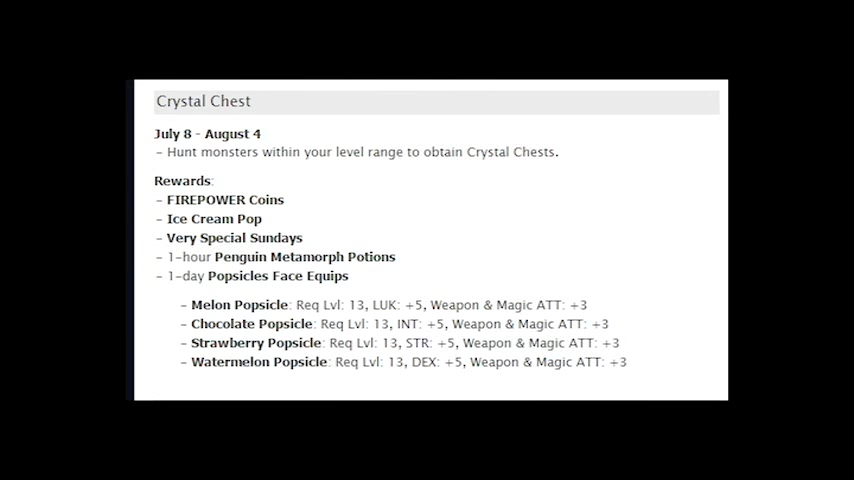 Crystal Chest
July 8 - August 4
- Hunt monsters within your level range to obtain Crystal Chests.
Rewards:
- FIREPOWER Coins
- Ice Cream Pop
- Very Special Sundays
- 1-hour Penguin Metamorph Potions
- 1-day Popsicles Face Equips
- Melon Popsicle: Req Lvl: 13, LUK: +5, Weapon & Magic ATT: +3
- Chocolate Popsicle: Req Lvl: 13, INT: +5, Weapon & Magic ATT: +3
- Strawberry Popsicle: Req Lvl: 13, STR: +5, Weapon & Magic ATT: +3
- Watermelon Popsicle: Req Lvl: 13, DEX: +5, Weapon & Magic ATT: +3